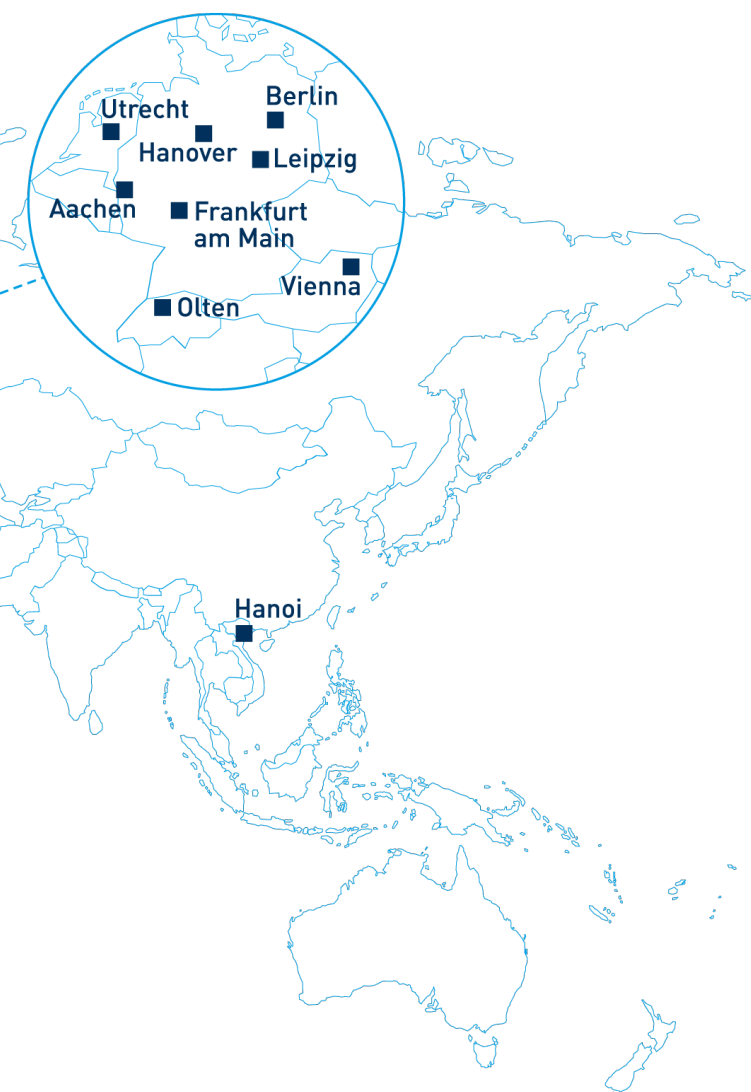 Utrecht
Berlin
Hanover
Leipzig
Aachen
Frankfurt
am Main
Vienna
Olten
Hanoi